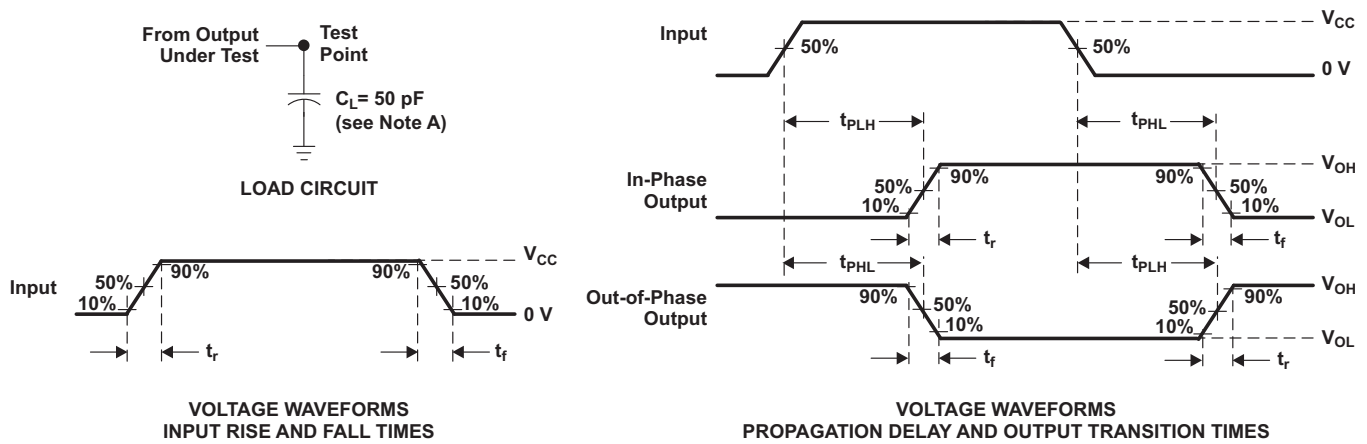 From Output
Under Test
Test
Point
C_L= 50 pF
(see Note A)
LOAD CIRCUIT
Input
10%
50%
90%
90%
50%
10%
V_CC
0 V
t_r
t_f
VOLTAGE WAVEFORMS
INPUT RISE AND FALL TIMES
Input
50%
50%
V_CC
0 V
t_PLH
t_PHL
In-Phase
Output
50%
10%
90%
90%
50%
10%
V_OH
V_OL
t_r
t_f
t_PHL
t_PLH
Out-of-Phase
Output
90%
50%
10%
50%
10%
90%
V_OH
V_OL
t_f
t_r
VOLTAGE WAVEFORMS
PROPAGATION DELAY AND OUTPUT TRANSITION TIMES